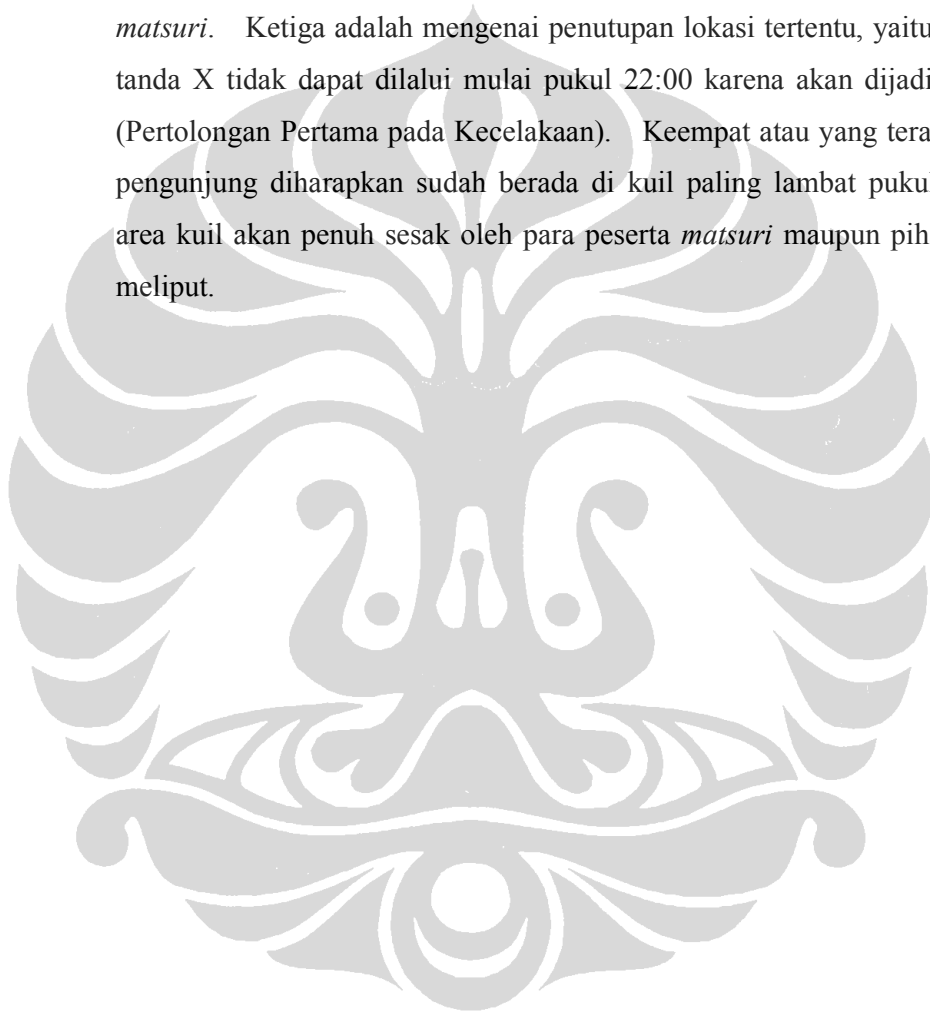 matsuri. Ketiga adalah mengenai penutupan lokasi tertentu, yaitu
tanda X tidak dapat dilalui mulai pukul 22:00 karena akan dijadi
(Pertolongan Pertama pada Kecelakaan). Keempat atau yang tera
pengunjung diharapkan sudah berada di kuil paling lambat pukul
area kuil akan penuh sesak oleh para peserta matsuri maupun pih
meliput.